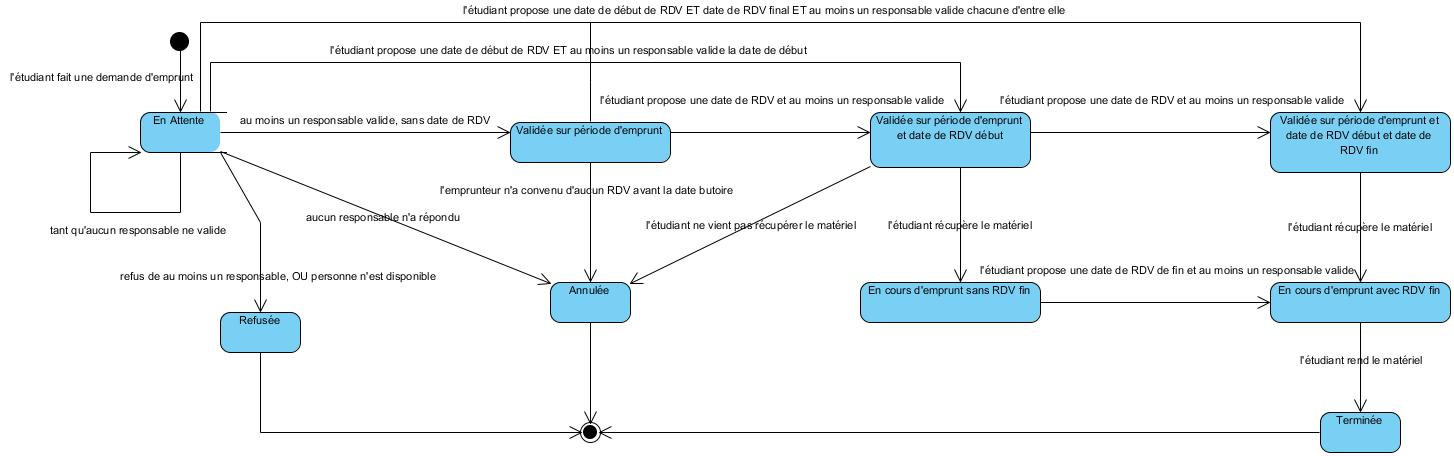 l'étudiant propose une date de début de RDV ET date de RDV final ET au moins un responsable valide chacune d'entre elle
l'étudiant propose une date de début de RDV ET au moins un responsable valide la date de début
l'étudiant fait une demande d'emprunt
l'étudiant propose une date de RDV et au moins un responsable valide
l'étudiant propose une date de RDV et au moins un responsable valide
En Attente
au moins un responsable valide, sans date de RDV
Validée sur période d'emprunt
Validée sur période d'emprunt
et date de RDV début
Validée sur période d'emprunt et
date de RDV début et date de
RDV fin
l'emprunteur n'a convenu d'aucun RDV avant la date butoire
aucun responsable n'a répondu
l'étudiant ne vient pas récupérer le matériel
l'étudiant récupère le matériel
l'étudiant récupère le matériel
tant qu'aucun responsable ne valide
refus de au moins un responsable, OU personne n'est disponible
l'étudiant propose une date de RDV de fin et au moins un responsable valide
Annulée
En cours d'emprunt sans RDV fin
En cours d'emprunt avec RDV fin
Refusée
l'étudiant rend le matériel
Terminée